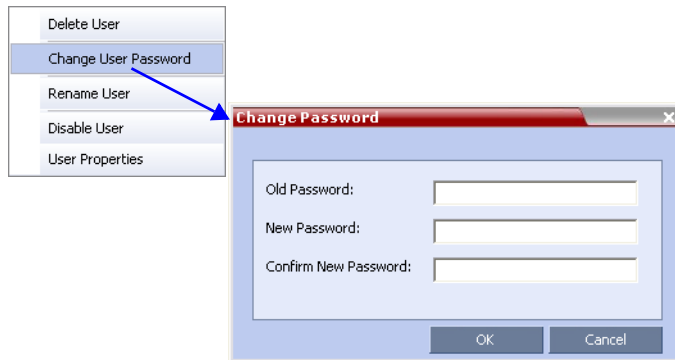 Delete User
Change User Password
Rename User
Disable User
User Properties
Change Password
Old Password:
New Password:
Confirm New Password:
OK Cancel